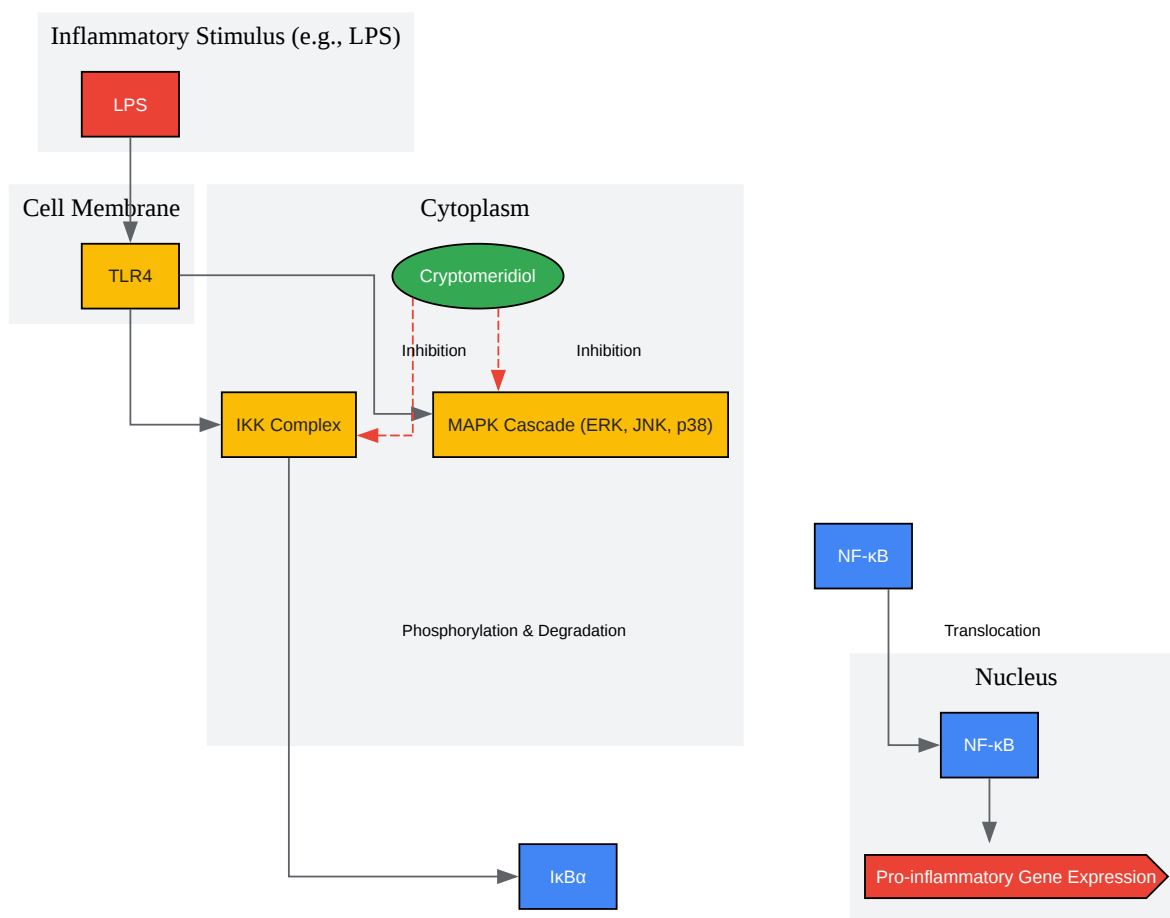 Inflammatory Stimulus (e.g., LPS)
LPS
Cell Membrane
Cytoplasm
TLR4
Cryptomeridiol
Inhibition
Inhibition
IKK Complex
MAPK Cascade (ERK, JNK, p38)
NF-κB
Phosphorylation & Degradation
Translocation
Nucleus
NF-κB
IκBα
Pro-inflammatory Gene Expression